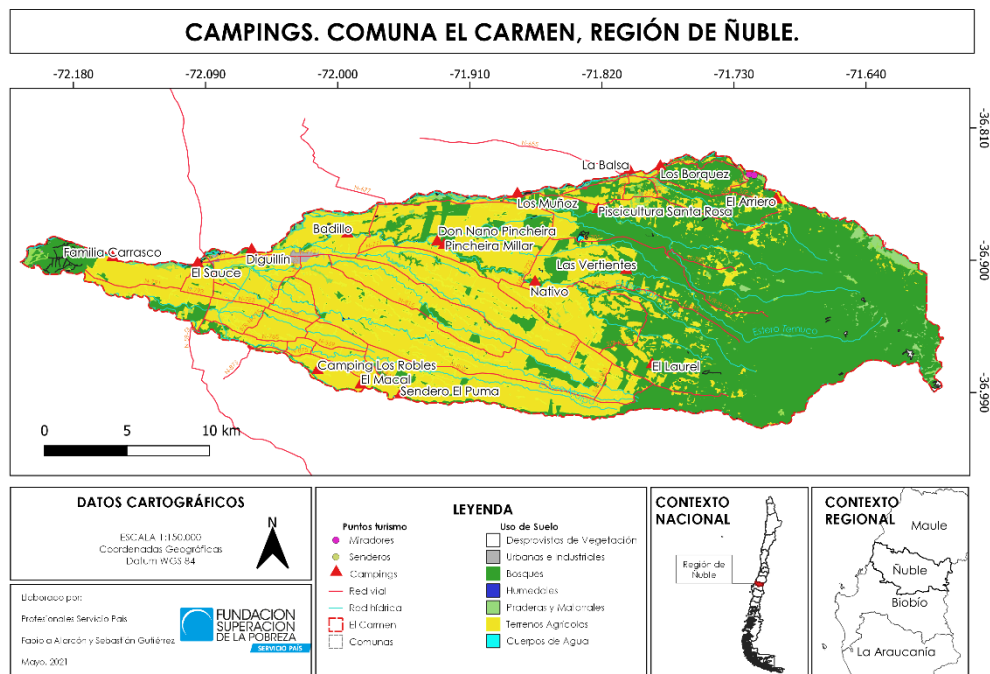 CAMPINGS. COMUNA EL CARMEN, REGIÓN DE ÑUBLE.
-72.180
-72.090
-72.000
-71.910
-71.820
-71.730
-71.640
-36.810
-36.900
-36.990
La Balsa
Los Borquez
El Arriero
Los Muñoz
Piscicultura Santa Rosa
Badillo
Don Nano Pincheira
Pincheira Millar
Familia Carrasco
Diguillín
El Sauce
Las Vertientes
Nativo
Estero Temuco
El Laurel
Camping Los Robles
El Macal
Sendero El Puma
0 5 10 km
DATOS CARTOGRÁFICOS
ESCALA 1:150.000
Coordenadas Geográficas
Datum WGS 84
N
Elaborado por:
Profesionales Servicio País
Fabiola Alarcón y Sebastián Gutiérrez
Mayo, 2021
FUNDACION
SUPERACION
DE LA POBREZA
SERVICIO PAÍS
LEYENDA
Puntos turismo
Miradores
Senderos
Campings
Red vial
Red hídrica
El Carmen
Comunas
Uso de Suelo
Desprovistos de Vegetación
Urbanas e Industriales
Bosques
Humedales
Praderas y Matorrales
Terrenos Agrícolas
Cuerpos de Agua
CONTEXTO
NACIONAL
Región de
Ñuble
CONTEXTO
REGIONAL
Maule
Ñuble
Biobío
La Araucanía